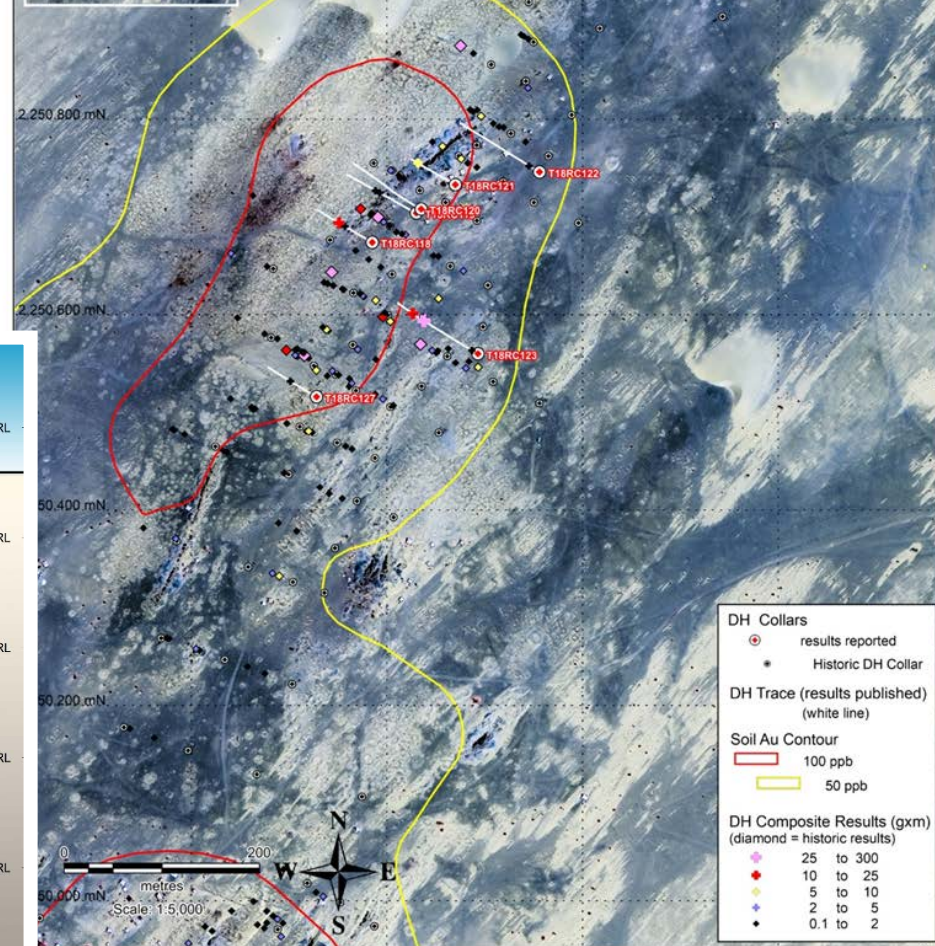 2,250,800 mN
T18RC122
T18RC121
T18RC120
T18RC118
2,250,600 mN
T18RC123
T18RC127
RL
50,400 mN
RL
RL
50,200 mN
RL
RL
50,000 mN
DH Collars
results reported
Historic DH Collar
DH Trace (results published)
(white line)
Soil Au Contour
100 ppb
50 ppb
DH Composite Results (gxm)
(diamond = historic results)
25 to 300
10 to 25
5 to 10
2 to 5
0.1 to 2
0 200
metres
Scale: 1:5,000
N
W E
S